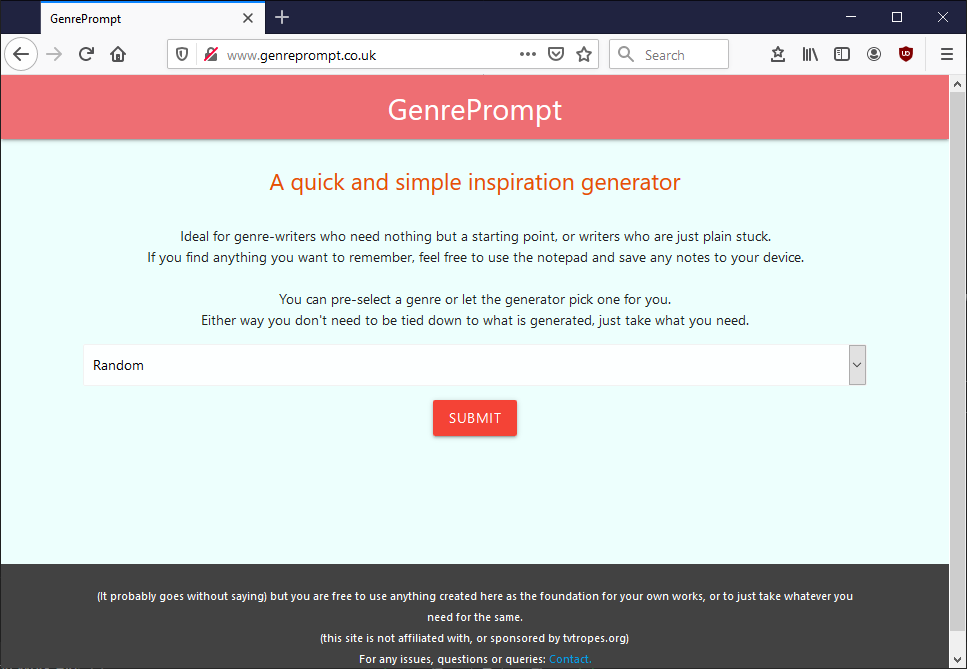 GenrePrompt
www.genreprompt.co.uk
Search
GenrePrompt
A quick and simple inspiration generator
Ideal for genre-writers who need nothing but a starting point, or writers who are just plain stuck.
If you find anything you want to remember, feel free to use the notepad and save any notes to your device.
You can pre-select a genre or let the generator pick one for you.
Either way you don't need to be tied down to what is generated, just take what you need.
Random
SUBMIT
(It probably goes without saying) but you are free to use anything created here as the foundation for your own works, or to just take whatever you
need for the same.
(this site is not affiliated with, or sponsored by tvtropes.org)
For any issues, questions or queries: Contact.